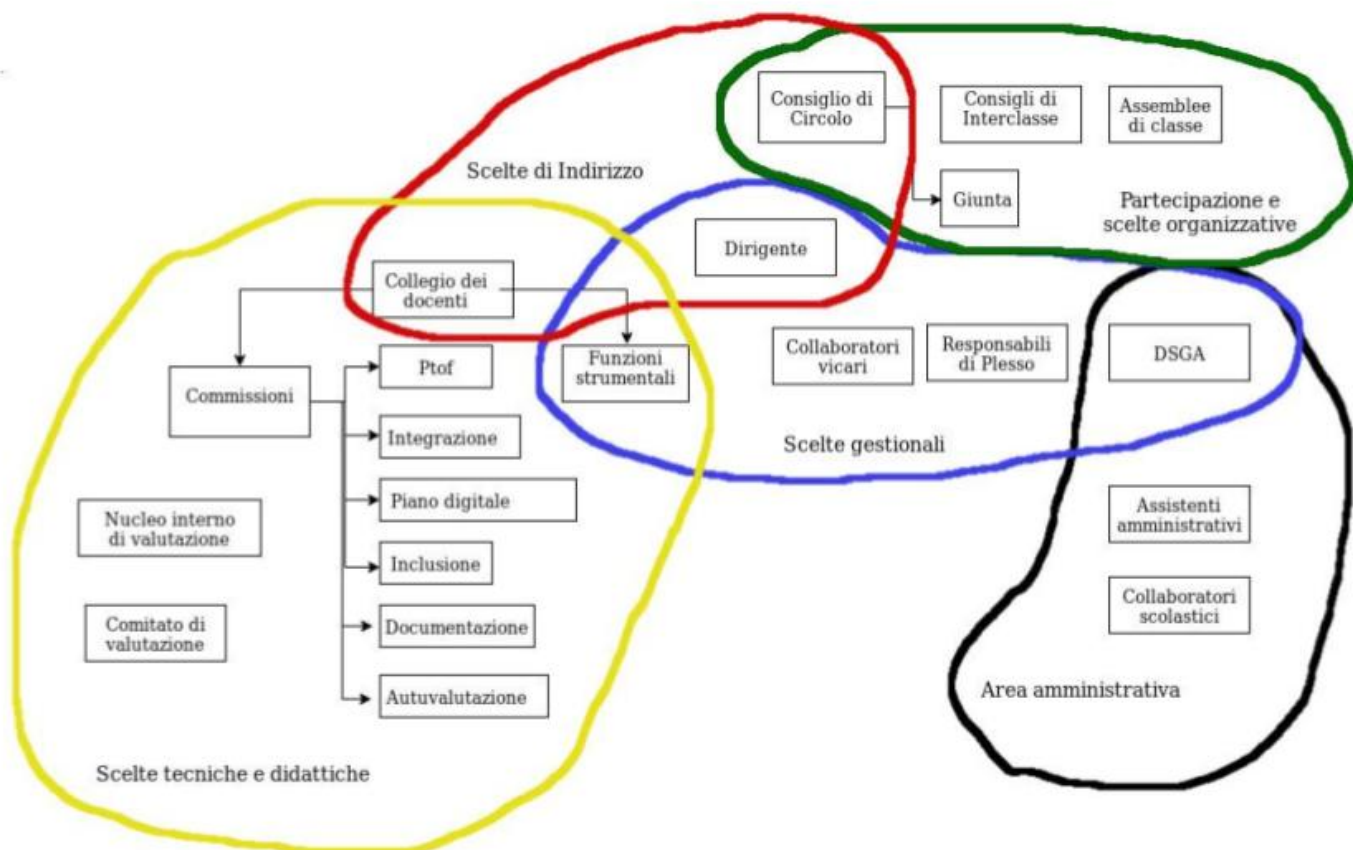 Consiglio di
Circolo
Consigli di
Interclasse
Assemblee
di classe
Scelte di Indirizzo
Giunta
Partecipazione e
scelte organizzative
Dirigente
Collegio dei
docenti
Funzioni
strumentali
Collaboratori
vicari
Responsabili
di Plesso
DSGA
Commissioni
Ptof
Integrazione
Piano digitale
Inclusione
Documentazione
Autuvalutazione
Scelte gestionali
Nucleo interno
di valutazione
Comitato di
valutazione
Assistenti
amministrativi
Collaboratori
scolastici
Area amministrativa
Scelte tecniche e didattiche